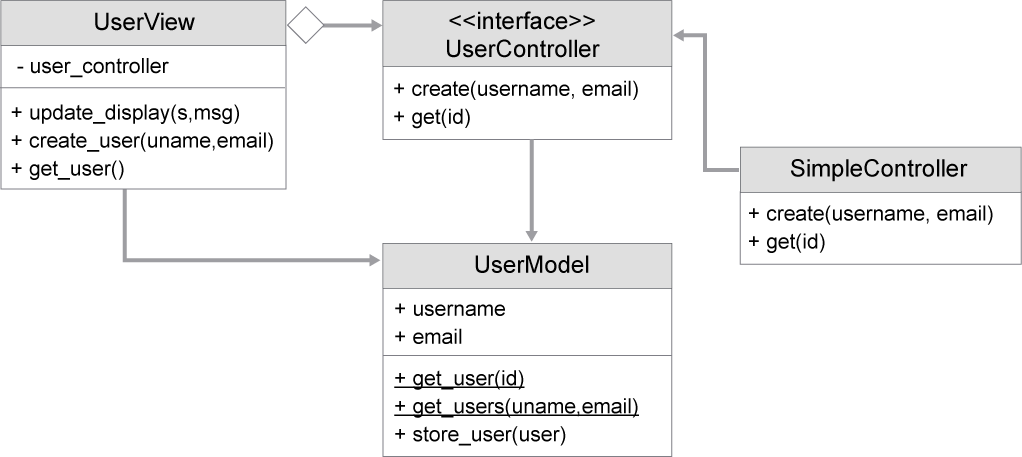 UserView
- user_controller
+ update_display(s,msg)
+ create_user(uname,email)
+ get_user()
<<interface>>
UserController
+ create(username, email)
+ get(id)
SimpleController
+ create(username, email)
+ get(id)
UserModel
+ username
+ email
+ get_user(id)
+ get_users(uname,email)
+ store_user(user)